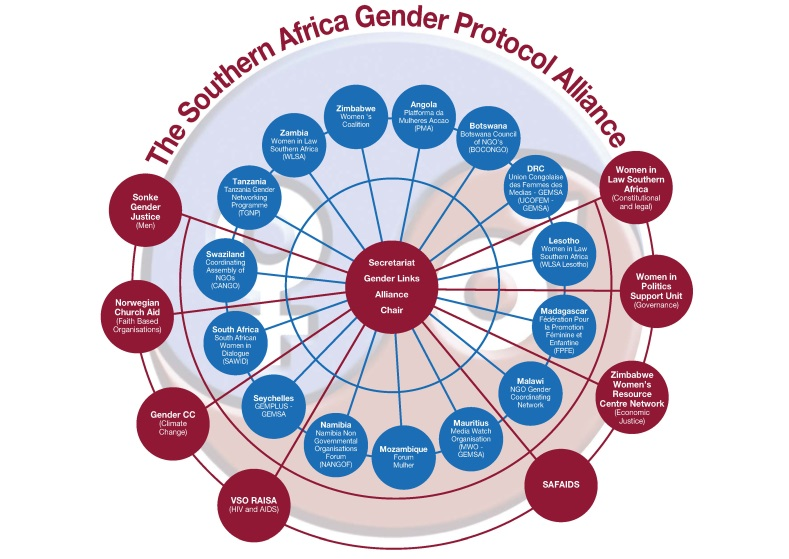 The Southern Africa Gender Protocol Alliance
Zimbabwe
Women 's
Coalition
Angola
Platforma da
Mulheres Accao
(PMA)
Botswana
Botswana Council
of NGO's
(BOCONGO)
DRC
Union Congolaise
des Femmes des
Medias - GEMSA
(UCOFEM -
GEMSA)
Lesotho
Women in Law
Southern Africa
(WLSA Lesotho)
Madagascar
Fédération Pour
la Promotion
Féminine et
Enfantine
(FPFE)
Malawi
NGO Gender
Coordinating
Network
Mauritius
Media Watch
Organisation
(MWO -
GEMSA)
Mozambique
Forum
Mulher
Namibia
Namibia Non
Governmental
Organisations
Forum
(NANGOF)
Seychelles
GEMPLUS -
GEMSA
South Africa
South African
Women in
Dialogue
(SAWID)
Swaziland
Coordinating
Assembly of
NGOs
(CANGO)
Tanzania
Tanzania Gender
Networking
Programme
(TGNP)
Zambia
Women in Law
Southern Africa
(WLSA)
Secretariat
Gender Links
Alliance
Chair
Women in
Law Southern
Africa
(Constitutional
and legal)
Women in
Politics
Support Unit
(Governance)
Zimbabwe
Women's
Resource
Centre Network
(Economic
Justice)
SAFAIDS
VSO RAISA
(HIV and AIDS)
Gender CC
(Climate
Change)
Norwegian
Church Aid
(Faith Based
Organisations)
Sonke
Gender
Justice
(Men)